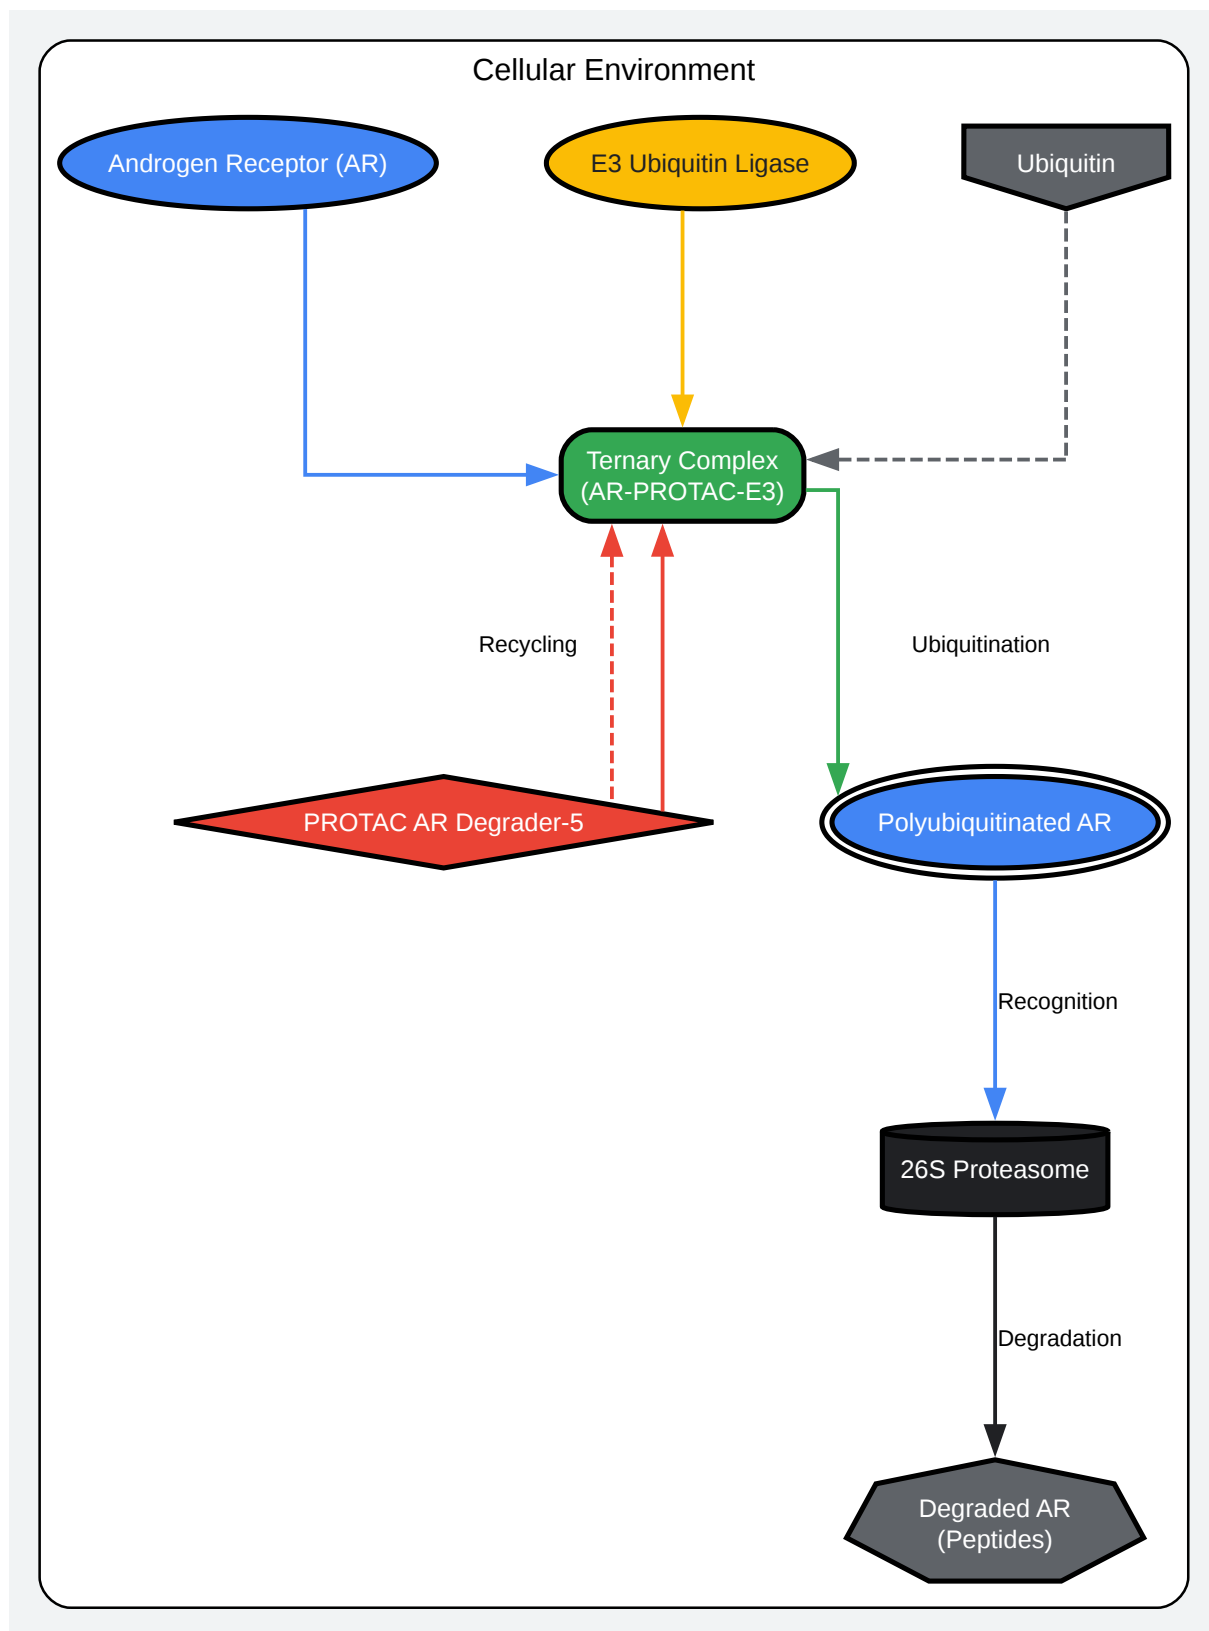 Cellular Environment
Androgen Receptor (AR)
E3 Ubiquitin Ligase
Ubiquitin
Ternary Complex
(AR-PROTAC-E3)
Recycling
Ubiquitination
PROTAC AR Degrader-5
Polyubiquitinated AR
Recognition
26S Proteasome
Degradation
Degraded AR
(Peptides)